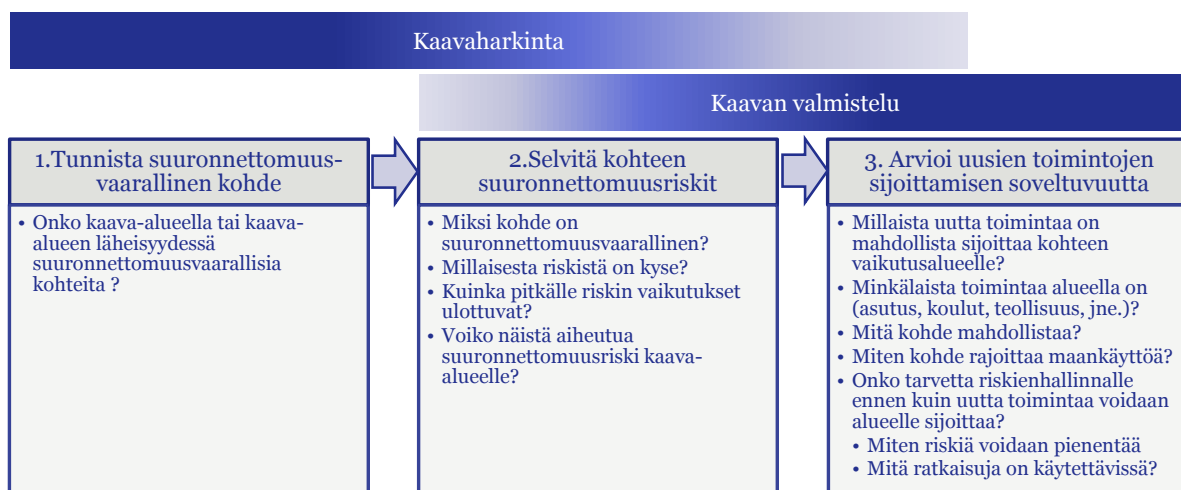 Kaavaharkinta
Kaavan valmistelu
1.Tunnista suuronnettomuus-
vaarallinen kohde
• Onko kaava-alueella tai kaava-
alueen läheisyydessä
suuronnettomuusvaarallisia
kohteita ?
2.Selvitä kohteen
suuronnettomuusriskit
• Miksi kohde on
suuronnettomuusvaarallinen?
• Millaisesta riskistä on kyse?
• Kuinka pitkälle riskin vaikutukset
ulottuvat?
• Voiko näistä aiheutua
suuronnettomuusriski kaava-
alueelle?
3. Arvioi uusien toimintojen
sijoittamisen soveltuvuutta
• Millaista uutta toimintaa on
mahdollista sijoittaa kohteen
vaikutusalueelle?
• Minkälaista toimintaa alueella on
(asutus, koulut, teollisuus, jne.)?
• Mitä kohde mahdollistaa?
• Miten kohde rajoittaa maankäyttöä?
• Onko tarvetta riskienhallinnalle
ennen kuin uutta toimintaa voidaan
alueelle sijoittaa?
• Miten riskiä voidaan pienentää
• Mitä ratkaisuja on käytettävissä?